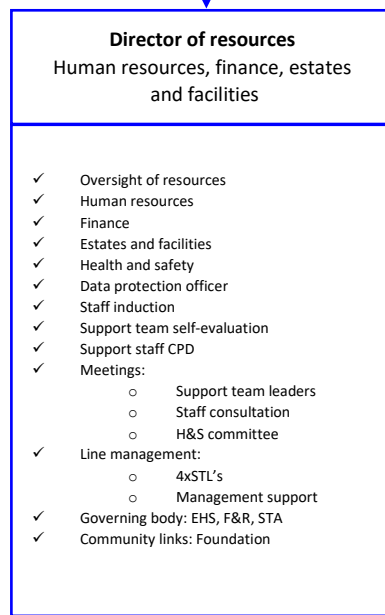 Director of resources
Human resources, finance, estates
and facilities
✓ Oversight of resources
✓ Human resources
✓ Finance
✓ Estates and facilities
✓ Health and safety
✓ Data protection officer
✓ Staff induction
✓ Support team self-evaluation
✓ Support staff CPD
✓ Meetings:
o Support team leaders
o Staff consultation
o H&S committee
✓ Line management:
o 4xSTL's
o Management support
✓ Governing body: EHS, F&R, STA
✓ Community links: Foundation